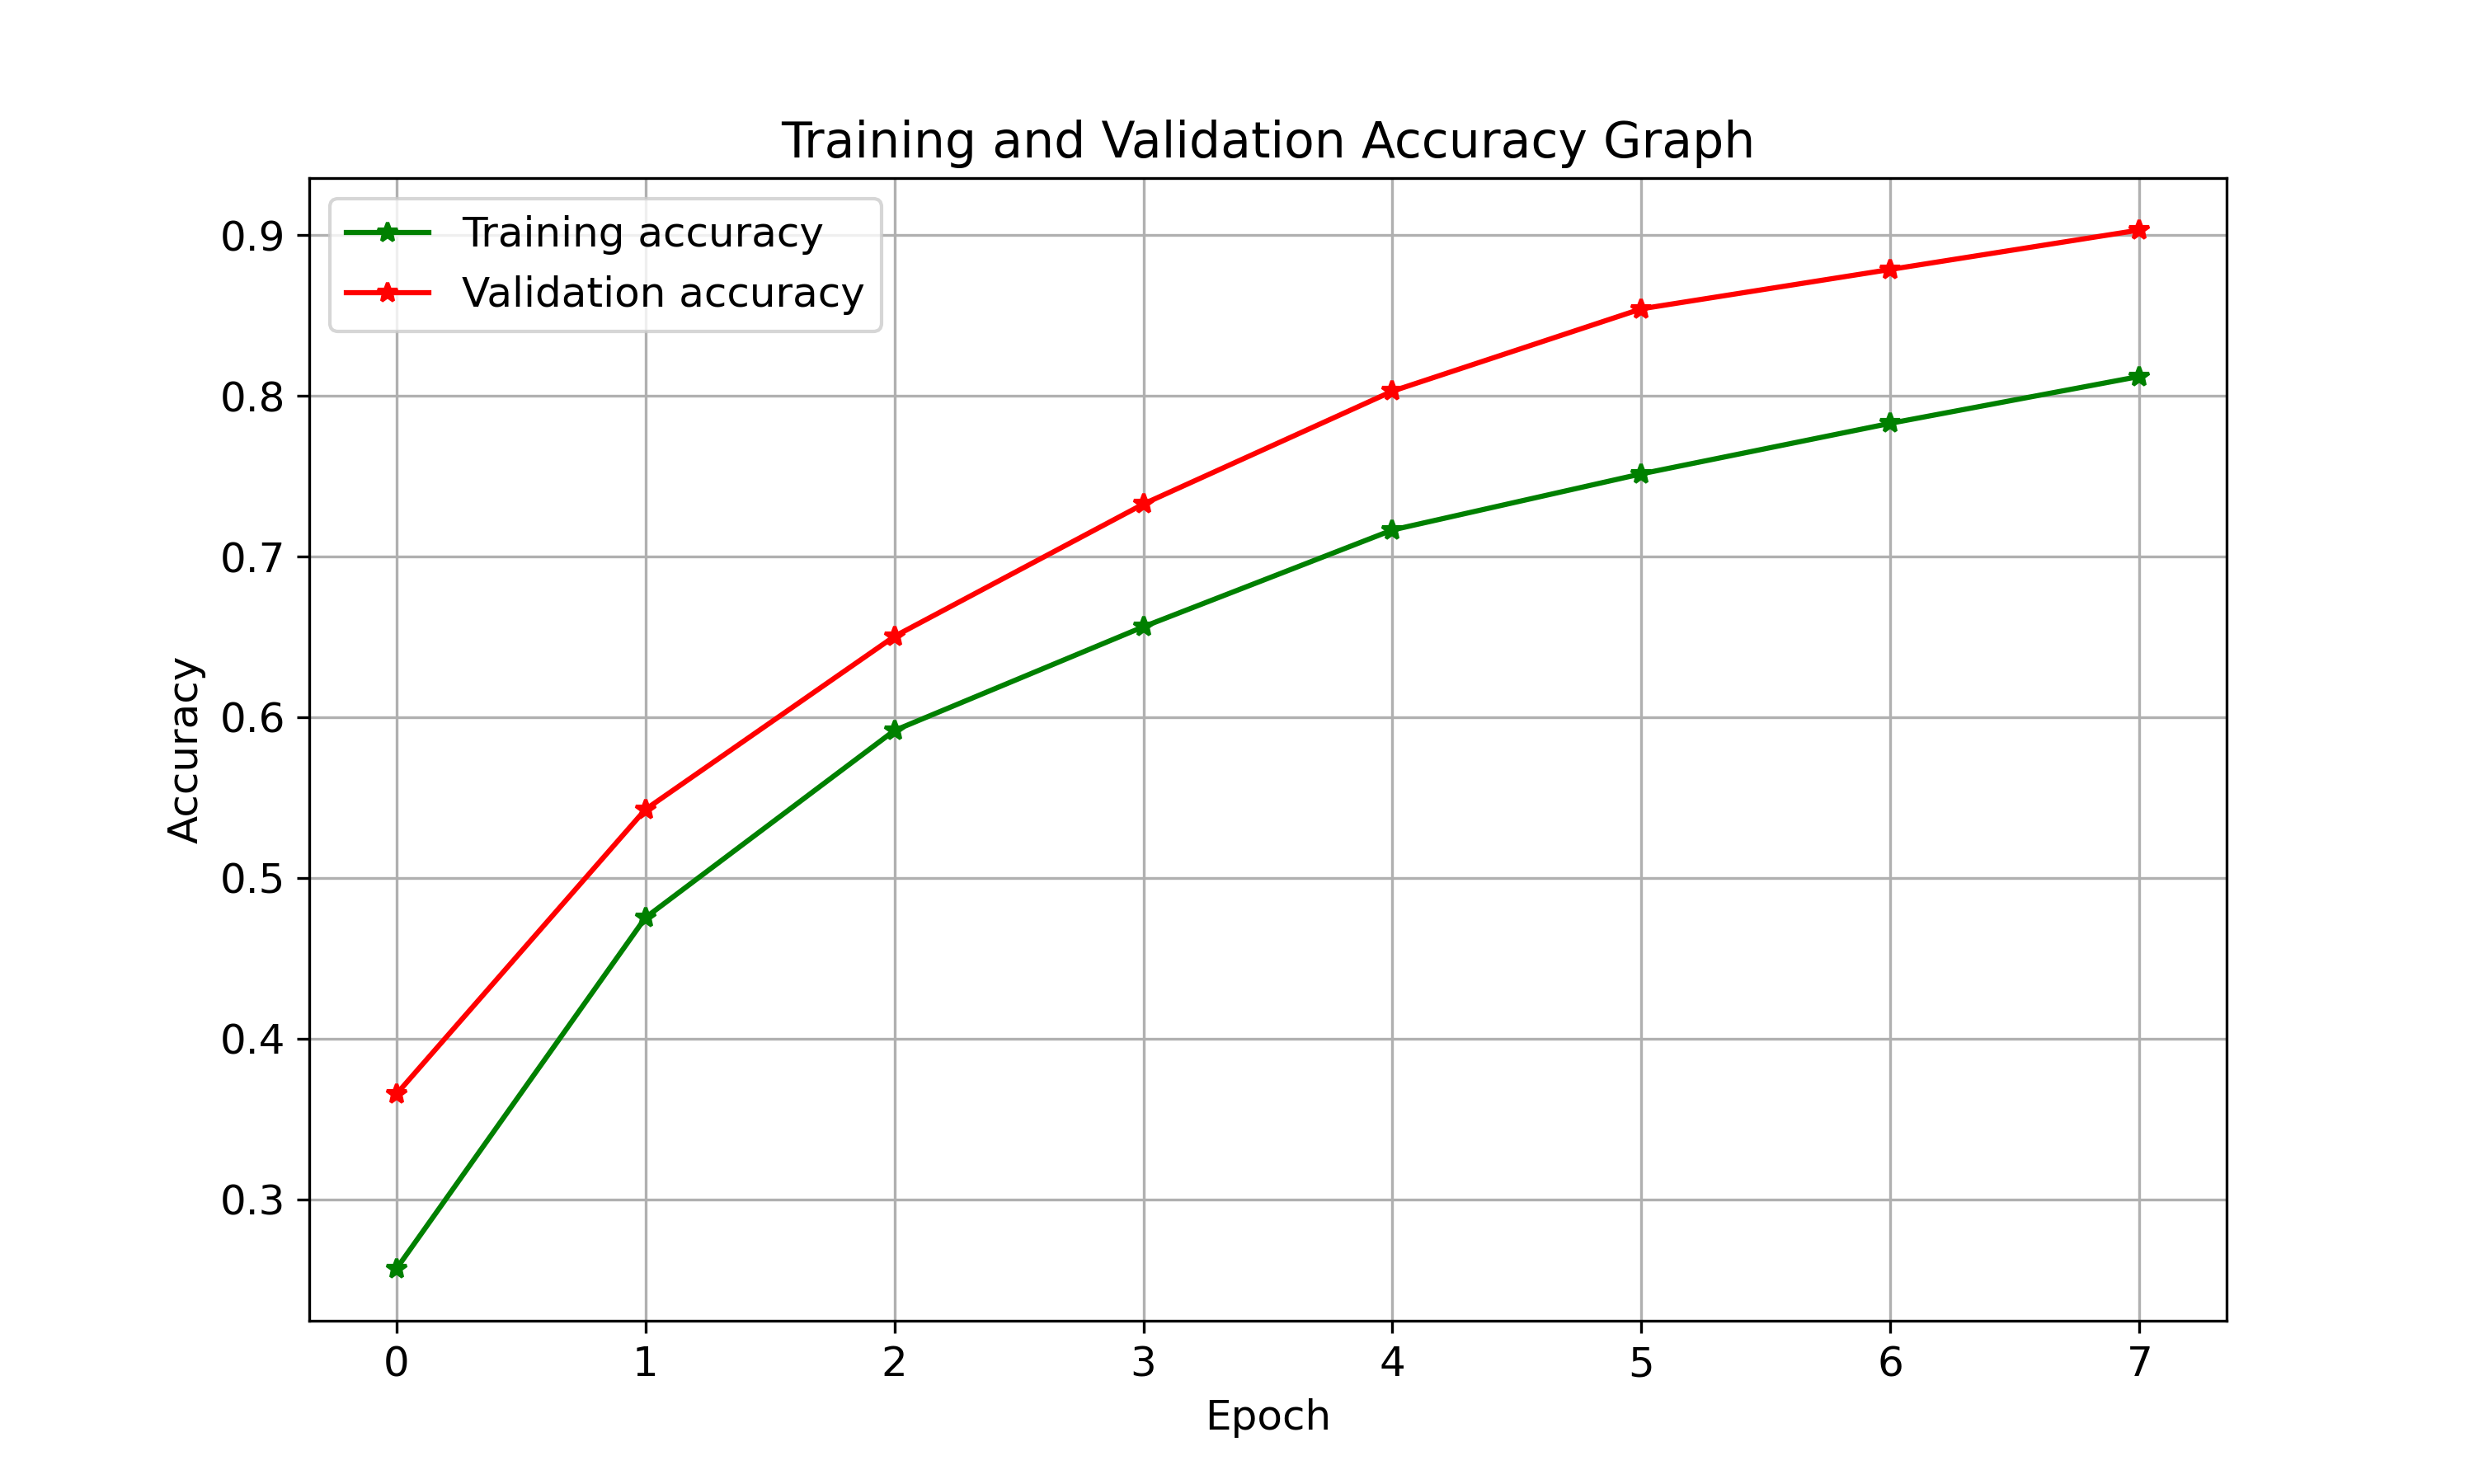 Training and Validation Accuracy Graph
Training accuracy
Validation accuracy
0.9
0.8
0.7
0.6
0.5
0.4
0.3
Accuracy
0 1 2 3 4 5 6 7
Epoch